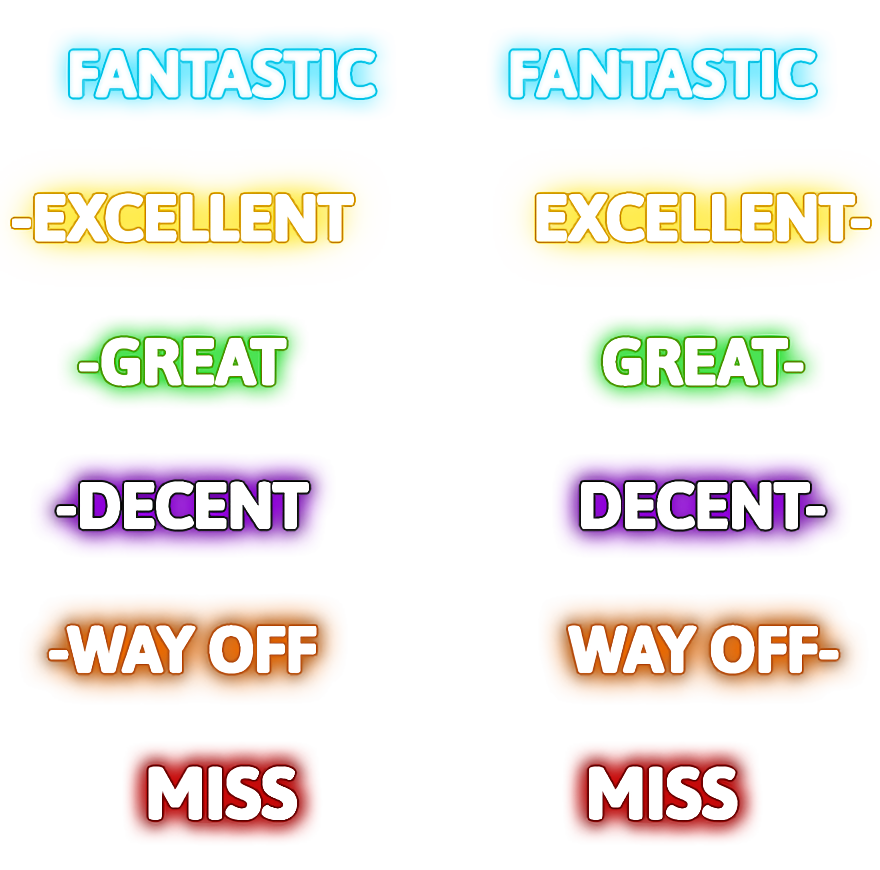 FANTASTIC FANTASTIC
-EXCELLENT EXCELLENT-
-GREAT GREAT-
-DECENT DECENT-
-WAY OFF WAY OFF-
MISS MISS